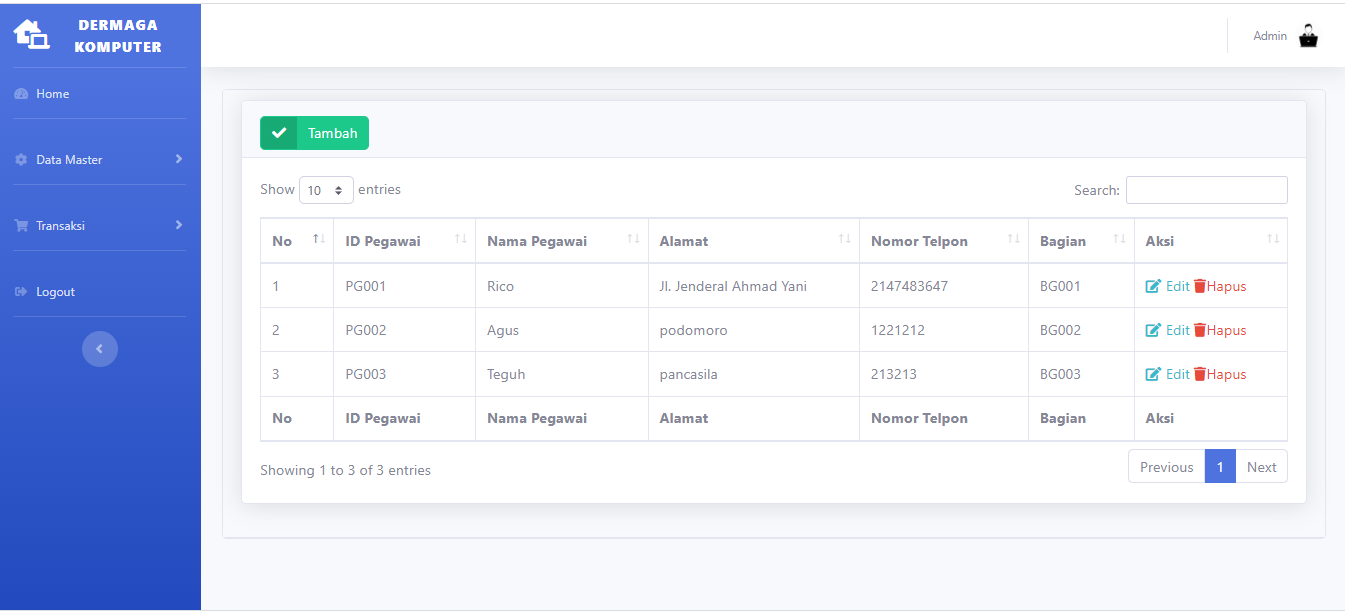 DERMAGA
KOMPUTER
Admin
Home
Data Master
Transaksi
Logout
Tambah
Show 10 entries
Search:
No ID Pegawai Nama Pegawai Alamat Nomor Telpon Bagian Aksi
1 PG001 Rico Jl. Jenderal Ahmad Yani 2147483647 BG001 Edit Hapus
2 PG002 Agus podomoro 1221212 BG002 Edit Hapus
3 PG003 Teguh pancasila 213213 BG003 Edit Hapus
No ID Pegawai Nama Pegawai Alamat Nomor Telpon Bagian Aksi
Showing 1 to 3 of 3 entries
Previous 1 Next